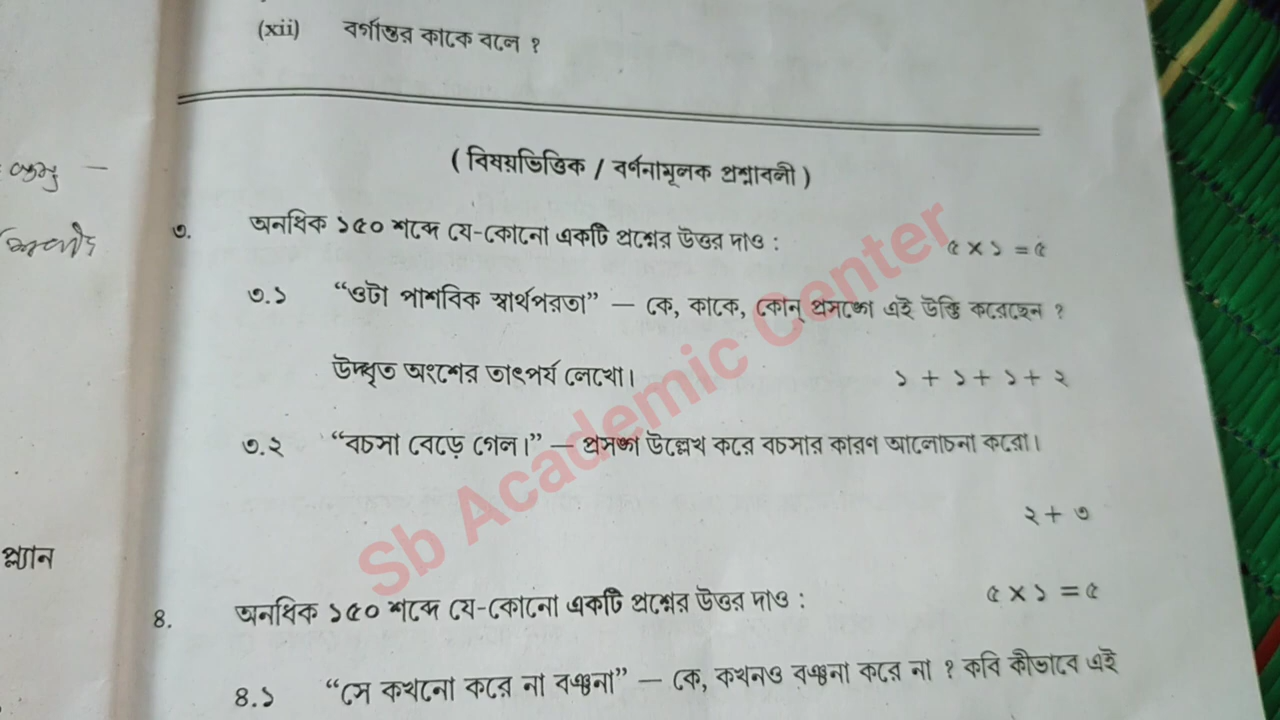 (xii) বর্গান্তর কাকে বলে ?
( বিষয়ভিত্তিক / বর্ণনামূলক প্রশ্নাবলী )
৩. অনধিক ১৫০ শব্দে যে-কোনো একটি প্রশ্নের উত্তর দাও : ৫ × ১ = ৫
৩.১ “ওটা পাশবিক স্বার্থপরতা” — কে, কাকে, কোন্ প্রসঙ্গে এই উক্তি করেছেন ?
উদ্ধৃত অংশের তাৎপর্য লেখো। ১ + ১ + ১ + ২
৩.২ “বচসা বেড়ে গেল।” — প্রসঙ্গ উল্লেখ করে বচসার কারণ আলোচনা করো।
২ + ৩
প্ল্যান
৪. অনধিক ১৫০ শব্দে যে-কোনো একটি প্রশ্নের উত্তর দাও : ৫ × ১ = ৫
৪.১ “সে কখনো করে না বঞ্চনা” — কে, কখনও বঞ্চনা করে না ? কবি কীভাবে এই
Sb Academic Center